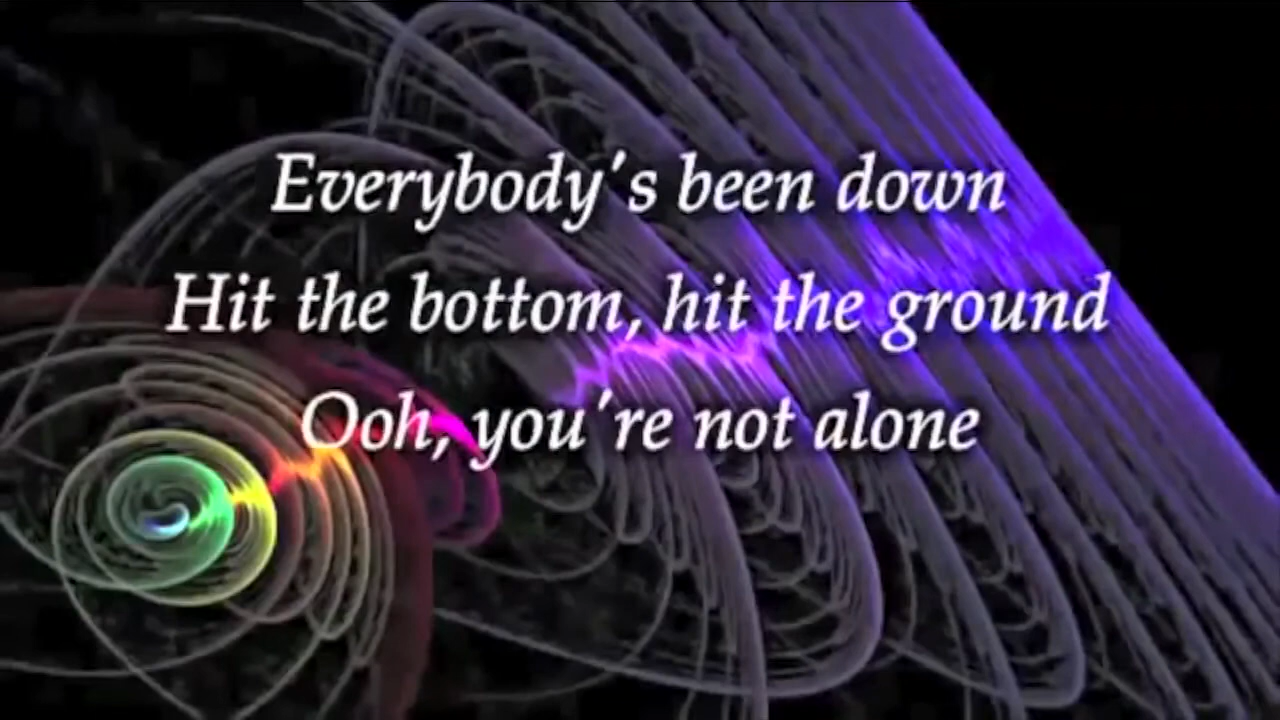 Everybody's been down
Hit the bottom, hit the ground
Ooh, you're not alone